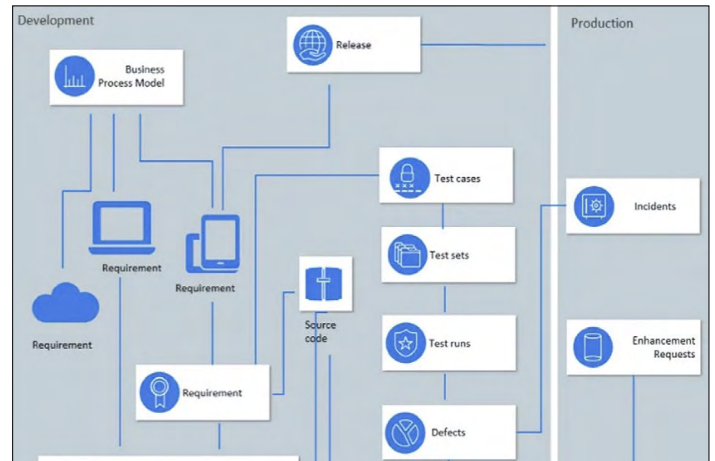 Development
Production
Release
Business
Process Model
Test cases
Incidents
Requirement
Test sets
Requirement
Source
code
Requirement
Test runs
Enhancement
Requests
Requirement
Defects